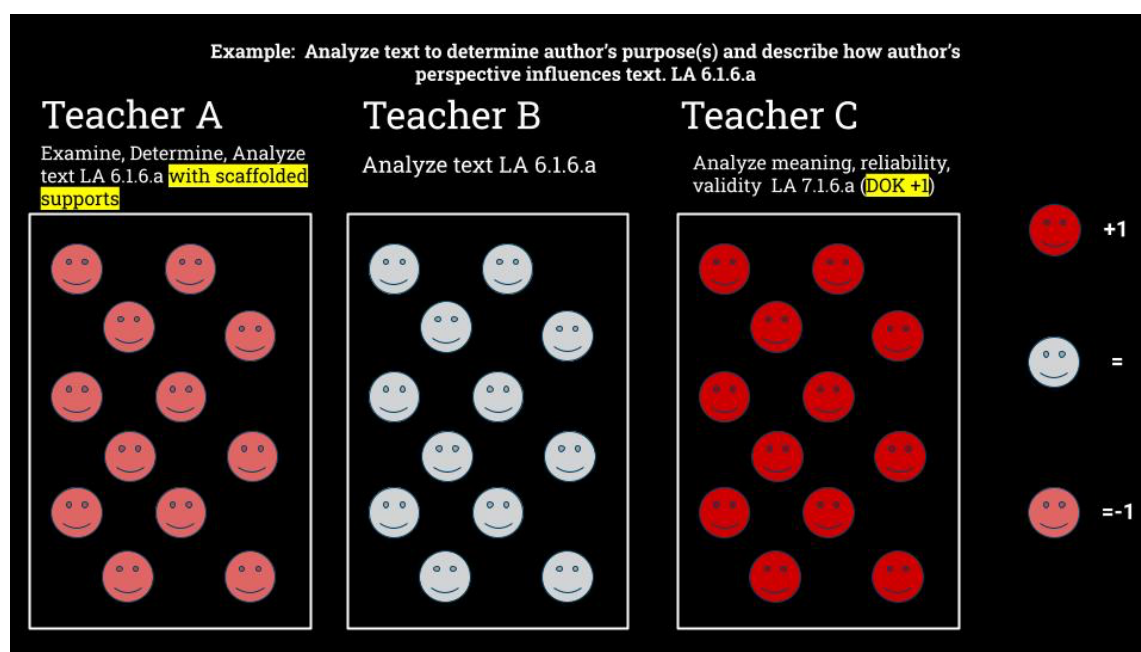 Example:  Analyze text to determine author’s purpose(s) and describe how author’s
perspective influences text. LA 6.1.6.a
Teacher A
Examine, Determine, Analyze
text LA 6.1.6.a with scaffolded
supports
Teacher B
Analyze text LA 6.1.6.a
Teacher C
Analyze meaning, reliability,
validity  LA 7.1.6.a (DOK +1)
+1
=
=-1